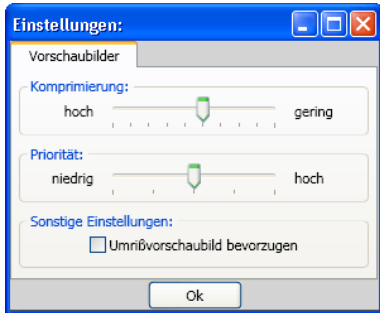 Einstellungen:
Vorschaubilder
Komprimierung:
hoch gering
Priorität:
niedrig hoch
Sonstige Einstellungen:
Umrißvorschaubild bevorzugen
Ok